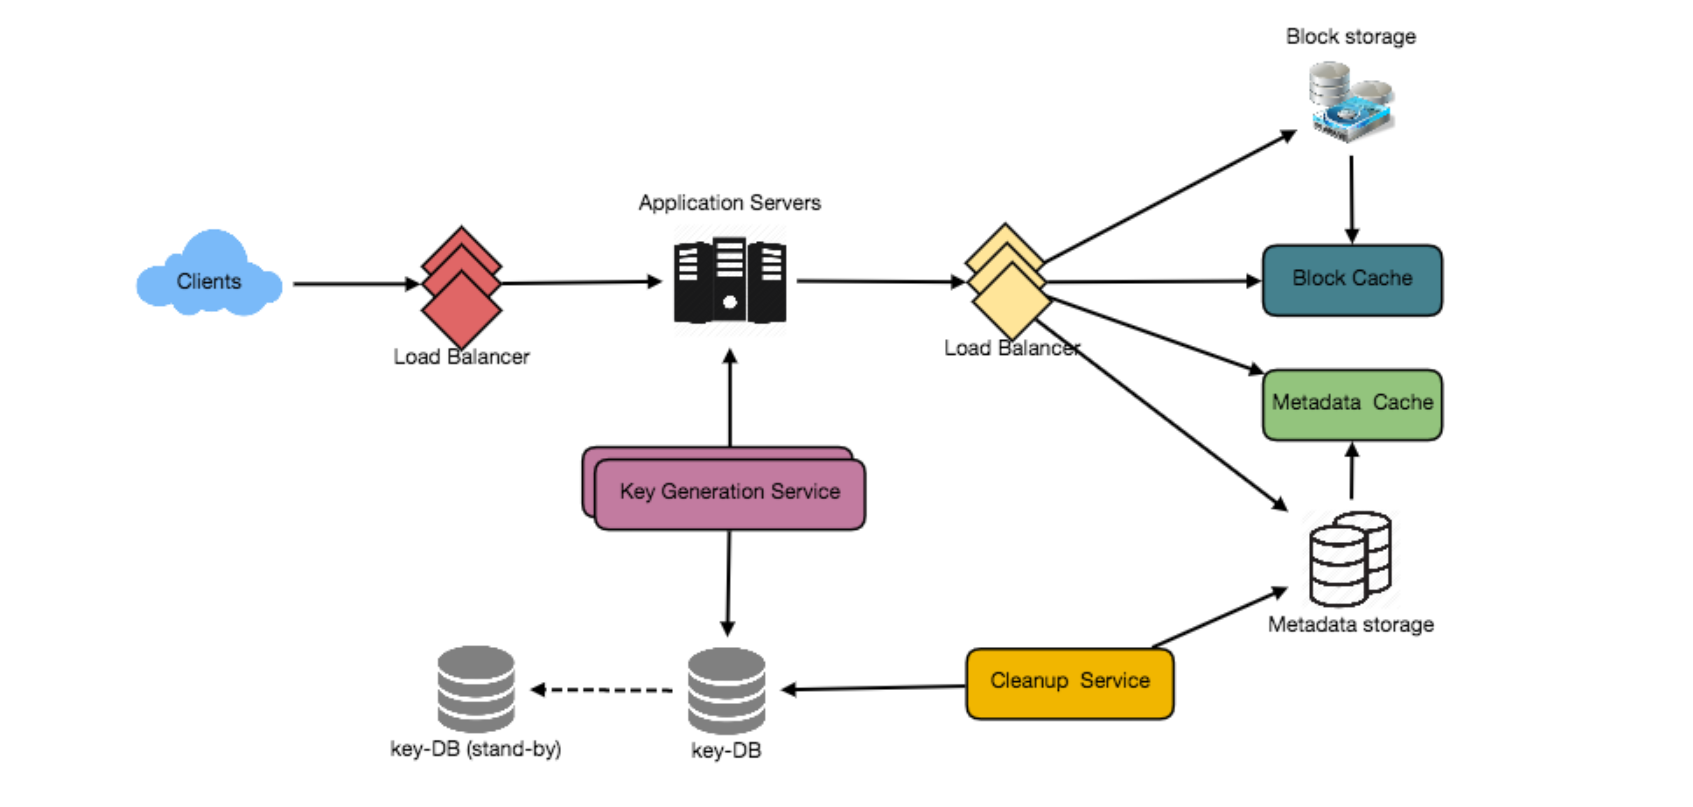 Block storage
Application Servers
Clients
Block Cache
Load Balancer
Load Balancer
Metadata  Cache
Key Generation Service
Metadata storage
Cleanup  Service
key-DB (stand-by)
key-DB